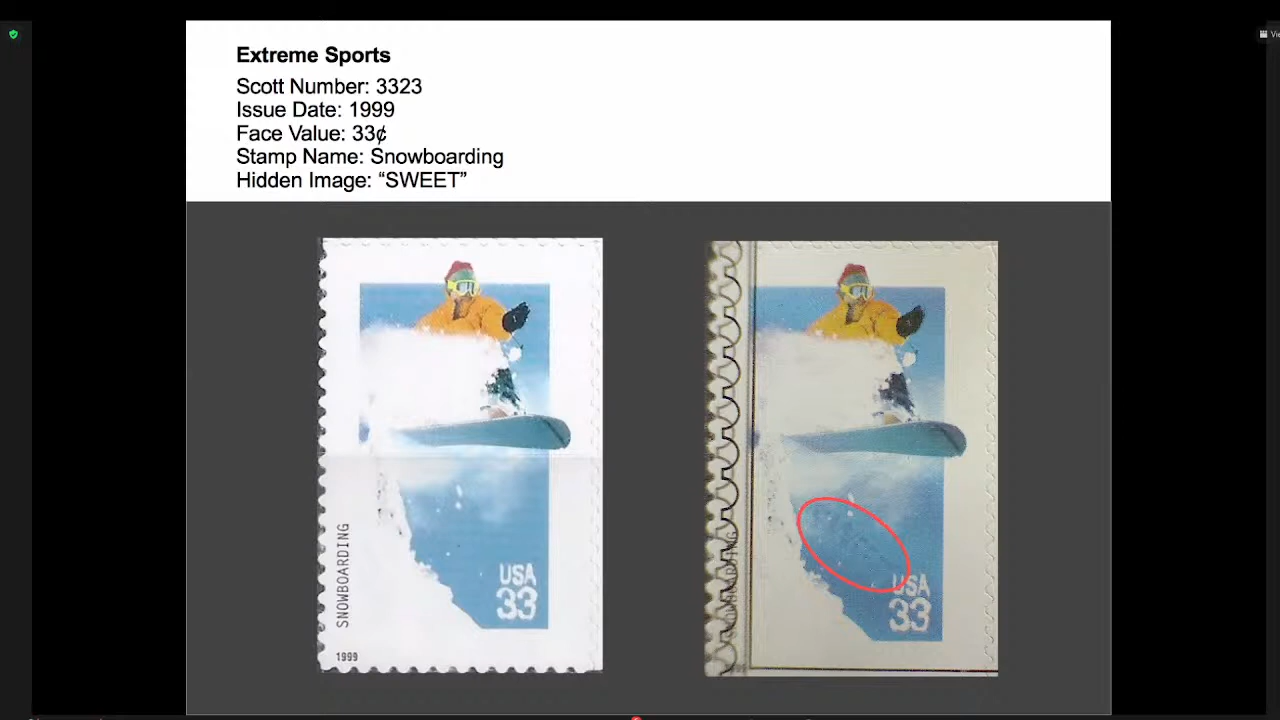 Extreme Sports
Scott Number: 3323
Issue Date: 1999
Face Value: 33¢
Stamp Name: Snowboarding
Hidden Image: “SWEET”
SNOWBOARDING
USA
33
1999
SNOWBOARDING
USA
33